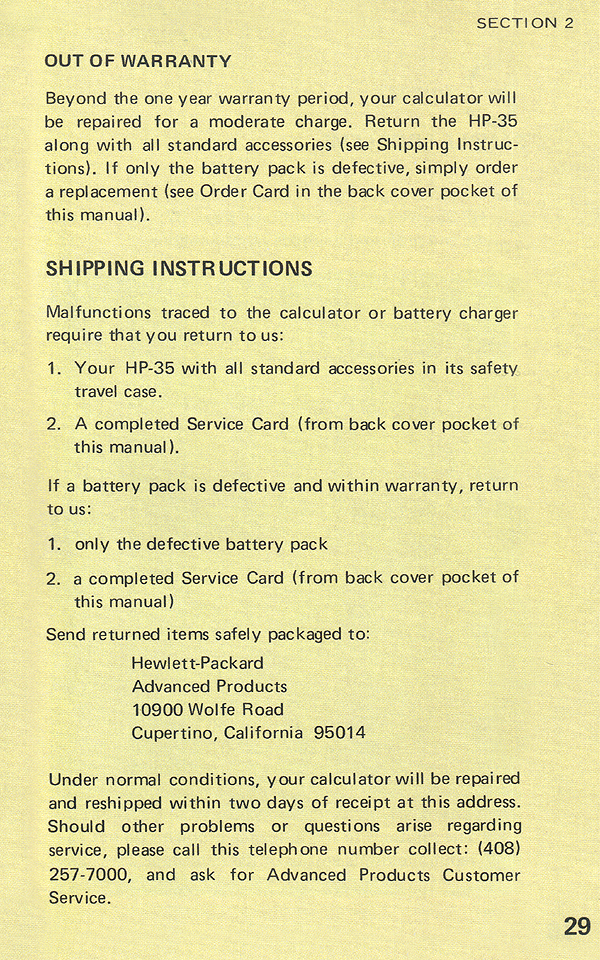 SECTION 2
OUT OF WARRANTY
Beyond the one year warranty period, your calculator will
be repaired for a moderate charge. Return the HP-35
along with all standard accessories (see Shipping Instruc-
tions). If only the battery pack is defective, simply order
a replacement (see Order Card in the back cover pocket of
this manual).
SHIPPING INSTRUCTIONS
Malfunctions traced to the calculator or battery charger
require that you return to us:
1. Your HP-35 with all standard accessories in its safety
travel case.
2. A completed Service Card (from back cover pocket of
this manual).
If a battery pack is defective and within warranty, return
to us:
1. only the defective battery pack
2. a completed Service Card (from back cover pocket of
this manual)
Send returned items safely packaged to:
Hewlett-Packard
Advanced Products
10900 Wolfe Road
Cupertino, California 95014
Under normal conditions, your calculator will be repaired
and reshipped within two days of receipt at this address.
Should other problems or questions arise regarding
service, please call this telephone number collect: (408)
257-7000, and ask for Advanced Products Customer
Service.
29